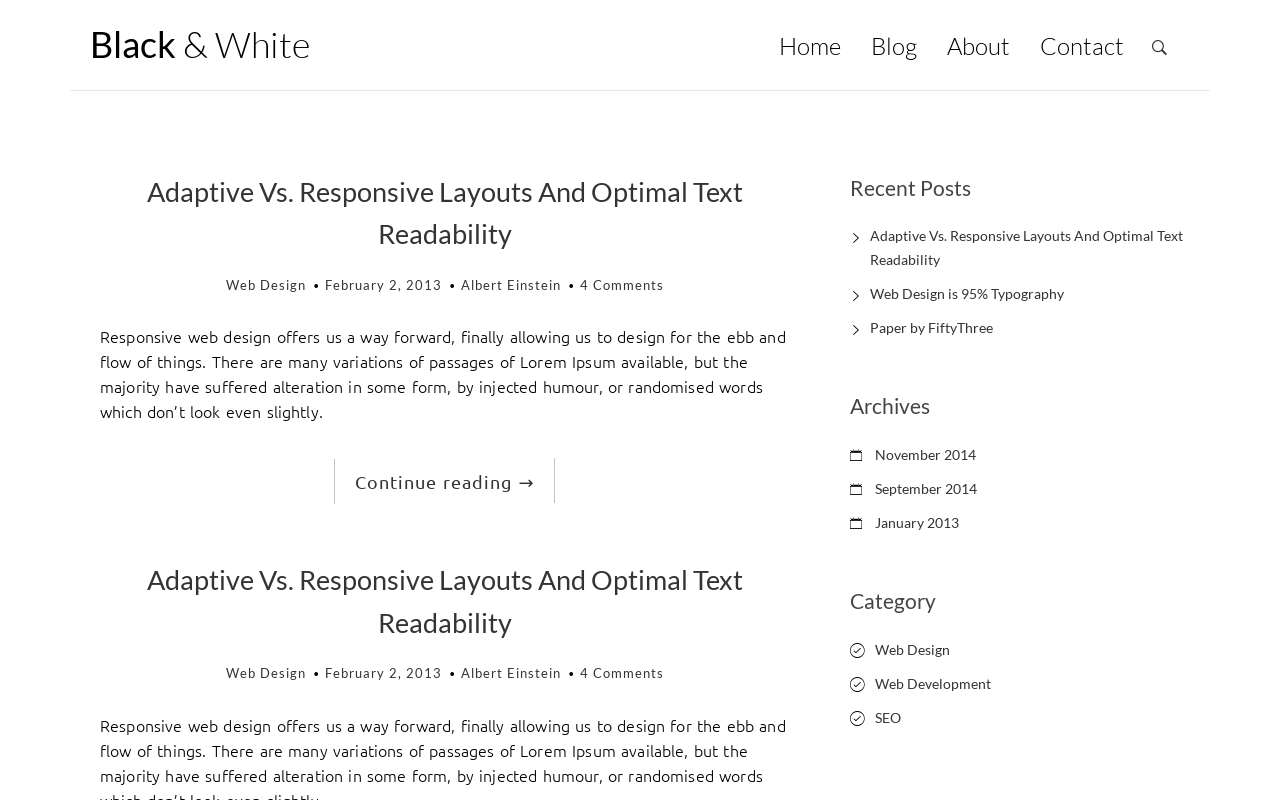 Black & White
Home Blog About Contact
Adaptive Vs. Responsive Layouts And Optimal Text
Readability
Web Design • February 2, 2013 • Albert Einstein • 4 Comments
Responsive web design offers us a way forward, finally allowing us to design for the ebb and
flow of things. There are many variations of passages of Lorem Ipsum available, but the
majority have suffered alteration in some form, by injected humour, or randomised words
which don’t look even slightly.
Continue reading →
Adaptive Vs. Responsive Layouts And Optimal Text
Readability
Web Design • February 2, 2013 • Albert Einstein • 4 Comments
Responsive web design offers us a way forward, finally allowing us to design for the ebb and
flow of things. There are many variations of passages of Lorem Ipsum available, but the
majority have suffered alteration in some form, by injected humour, or randomised words
which don’t look even slightly.
Recent Posts
Adaptive Vs. Responsive Layouts And Optimal Text
Readability
Web Design is 95% Typography
Paper by FiftyThree
Archives
November 2014
September 2014
January 2013
Category
Web Design
Web Development
SEO